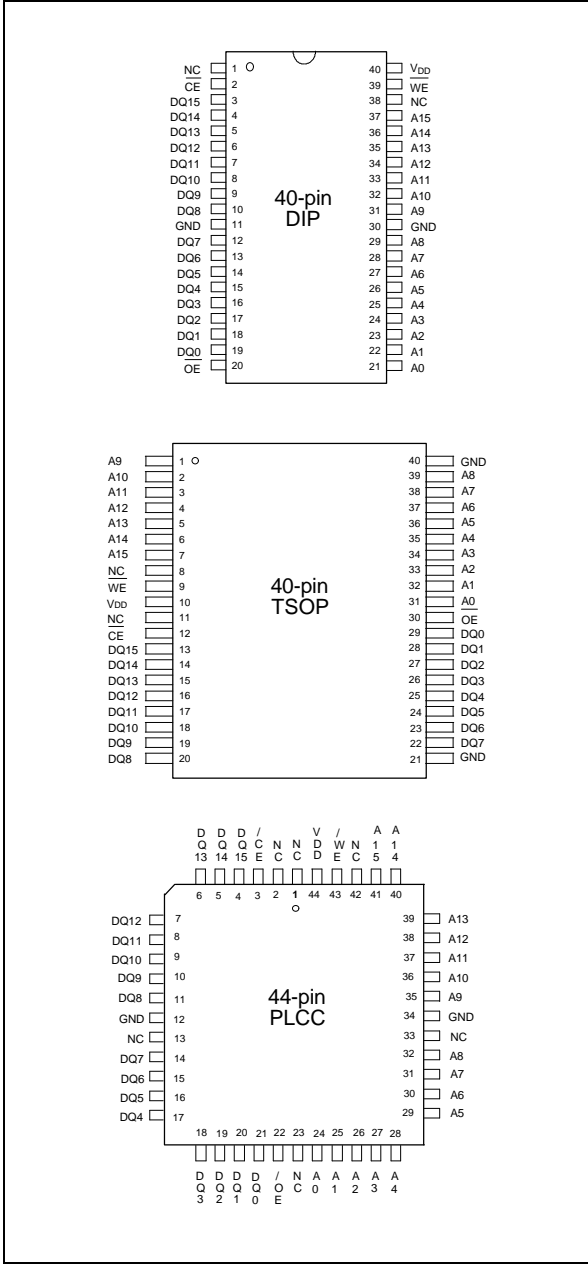 NC 1 40 VDD
CE 2 39 WE
DQ15 3 38 NC
DQ14 4 37 A15
DQ13 5 36 A14
DQ12 6 35 A13
DQ11 7 34 A12
DQ10 8 33 A11
DQ9 9 32 A10
DQ8 10 31 A9
GND 11 30 GND
DQ7 12 29 A8
DQ6 13 28 A7
DQ5 14 27 A6
DQ4 15 26 A5
DQ3 16 25 A4
DQ2 17 24 A3
DQ1 18 23 A2
DQ0 19 22 A1
OE 20 21 A0
40-pin
DIP
A9 1 40 GND
A10 2 39 A8
A11 3 38 A7
A12 4 37 A6
A13 5 36 A5
A14 6 35 A4
A15 7 34 A3
NC 8 33 A2
WE 9 32 A1
VDD 10 31 A0
NC 11 30 OE
CE 12 29 DQ0
DQ15 13 28 DQ1
DQ14 14 27 DQ2
DQ13 15 26 DQ3
DQ12 16 25 DQ4
DQ11 17 24 DQ5
DQ10 18 23 DQ6
DQ9 19 22 DQ7
DQ8 20 21 GND
40-pin
TSOP
DQ13 DQ14 DQ15 /CE NC NC VDD /WE NC A15 A14
6 5 4 3 2 1 44 43 42 41 40
DQ12 7 39 A13
DQ11 8 38 A12
DQ10 9 37 A11
DQ9 10 36 A10
DQ8 11 35 A9
GND 12 34 GND
NC 13 33 NC
DQ7 14 32 A8
DQ6 15 31 A7
DQ5 16 30 A6
DQ4 17 29 A5
44-pin
PLCC
18 19 20 21 22 23 24 25 26 27 28
DQ3 DQ2 DQ1 DQ0 /OE NC A0 A1 A2 A3 A4